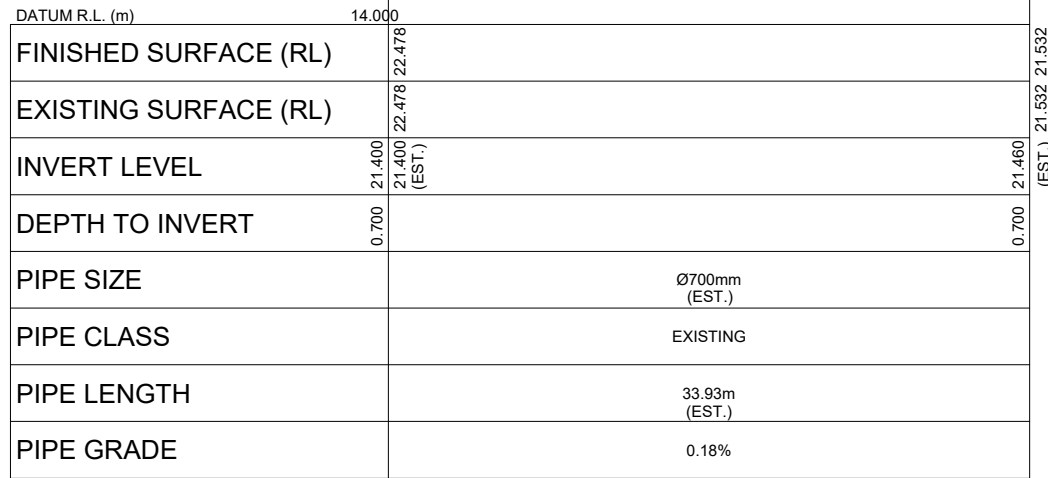 DATUM R.L. (m) 14.000
FINISHED SURFACE (RL) 22.478 21.532
EXISTING SURFACE (RL) 22.478 21.532
INVERT LEVEL 21.400 21.400 (EST.) 21.460 (EST.)
DEPTH TO INVERT 0.700 0.700
PIPE SIZE Ø700mm
(EST.)
PIPE CLASS EXISTING
PIPE LENGTH 33.93m
(EST.)
PIPE GRADE 0.18%